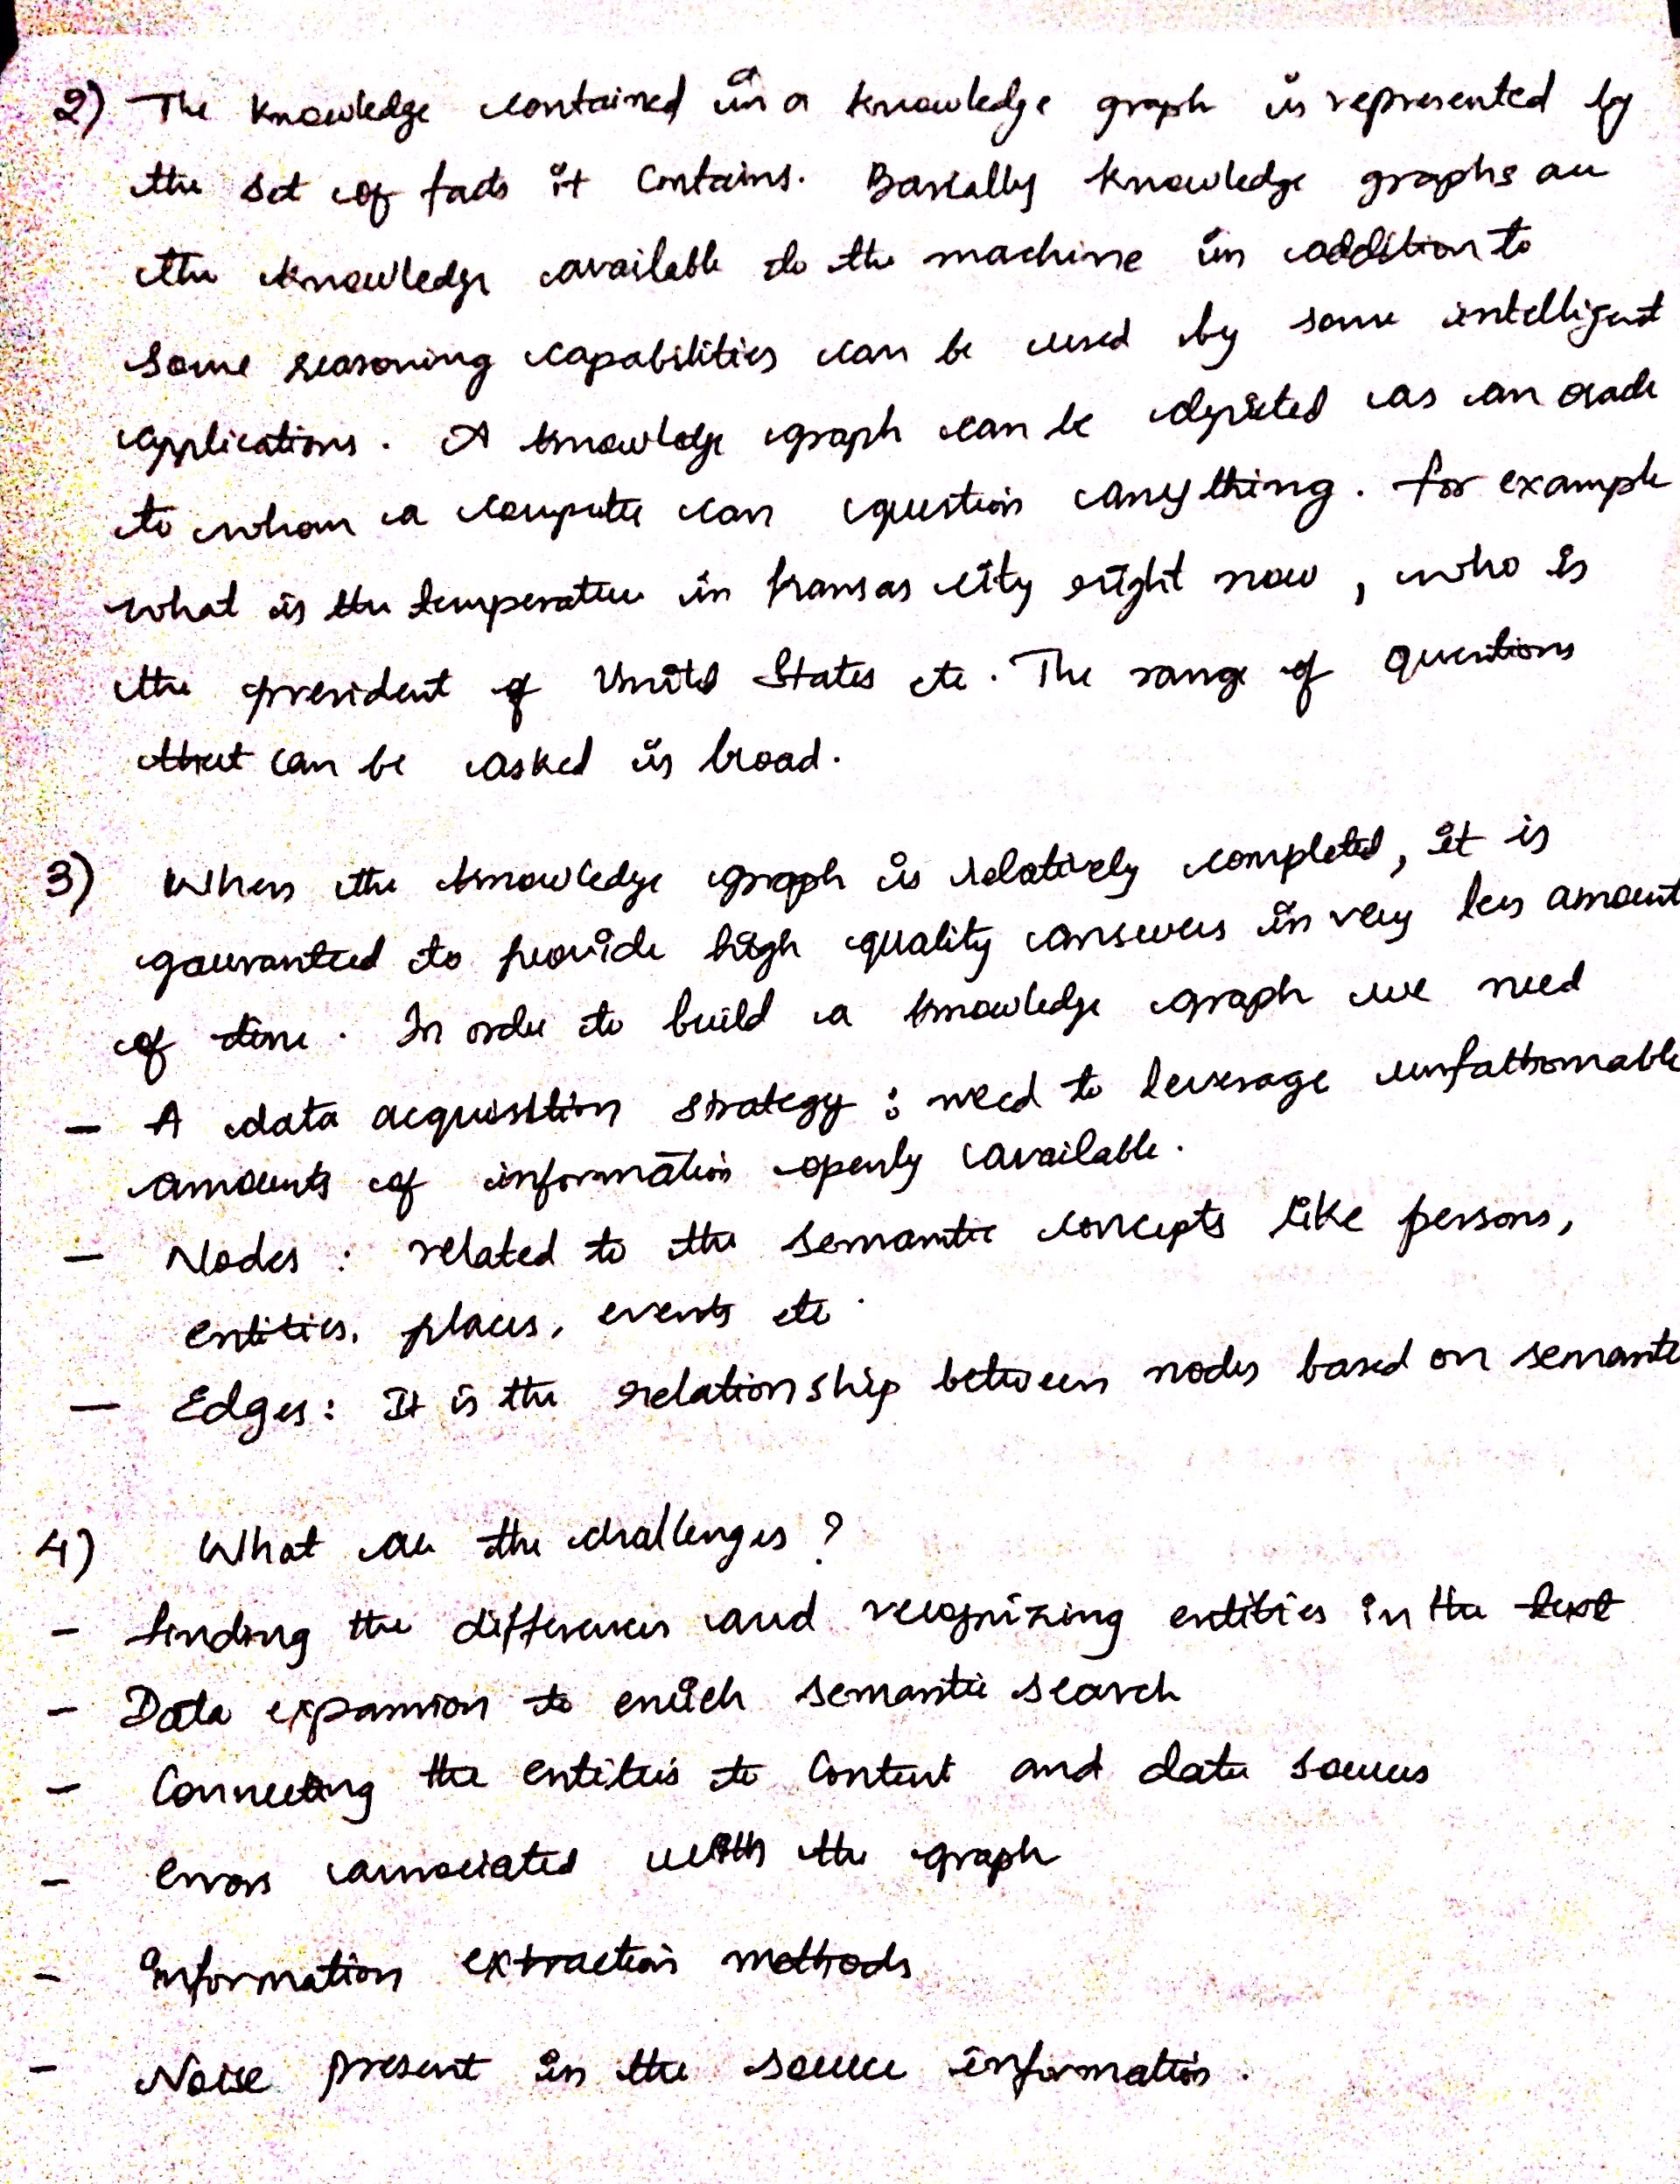 2) The knowledge contained in a knowledge graph is represented by
the set of facts it contains. Basically knowledge graphs are
the knowledge available to the machine in addition to
some reasoning capabilities can be used by some intelligent
applications. A knowledge graph can be depicted as an oracle
to whom a computer can question anything. for example
what is the temperature in kansas city right now, who is
the president of United States etc. The range of questions
that can be asked is broad.
3) When the knowledge graph is relatively completed, it is
gauranteed to provide high quality answers in very less amount
of time. In order to build a knowledge graph we need
- A data acquisition strategy : need to leverage unfathomable
amounts of information openly available.
- Nodes : related to the semantic concepts like persons,
entities, places, events etc.
- Edges: It is the relationship between nodes based on semantic
4) What are the challenges ?
- finding the differences and recognizing entities in the text
- Data expansion to enrich semantic search
- Connecting the entities to Content and data sources
- errors associated with the graph
- Information extraction methods
- Noise present in the source information.